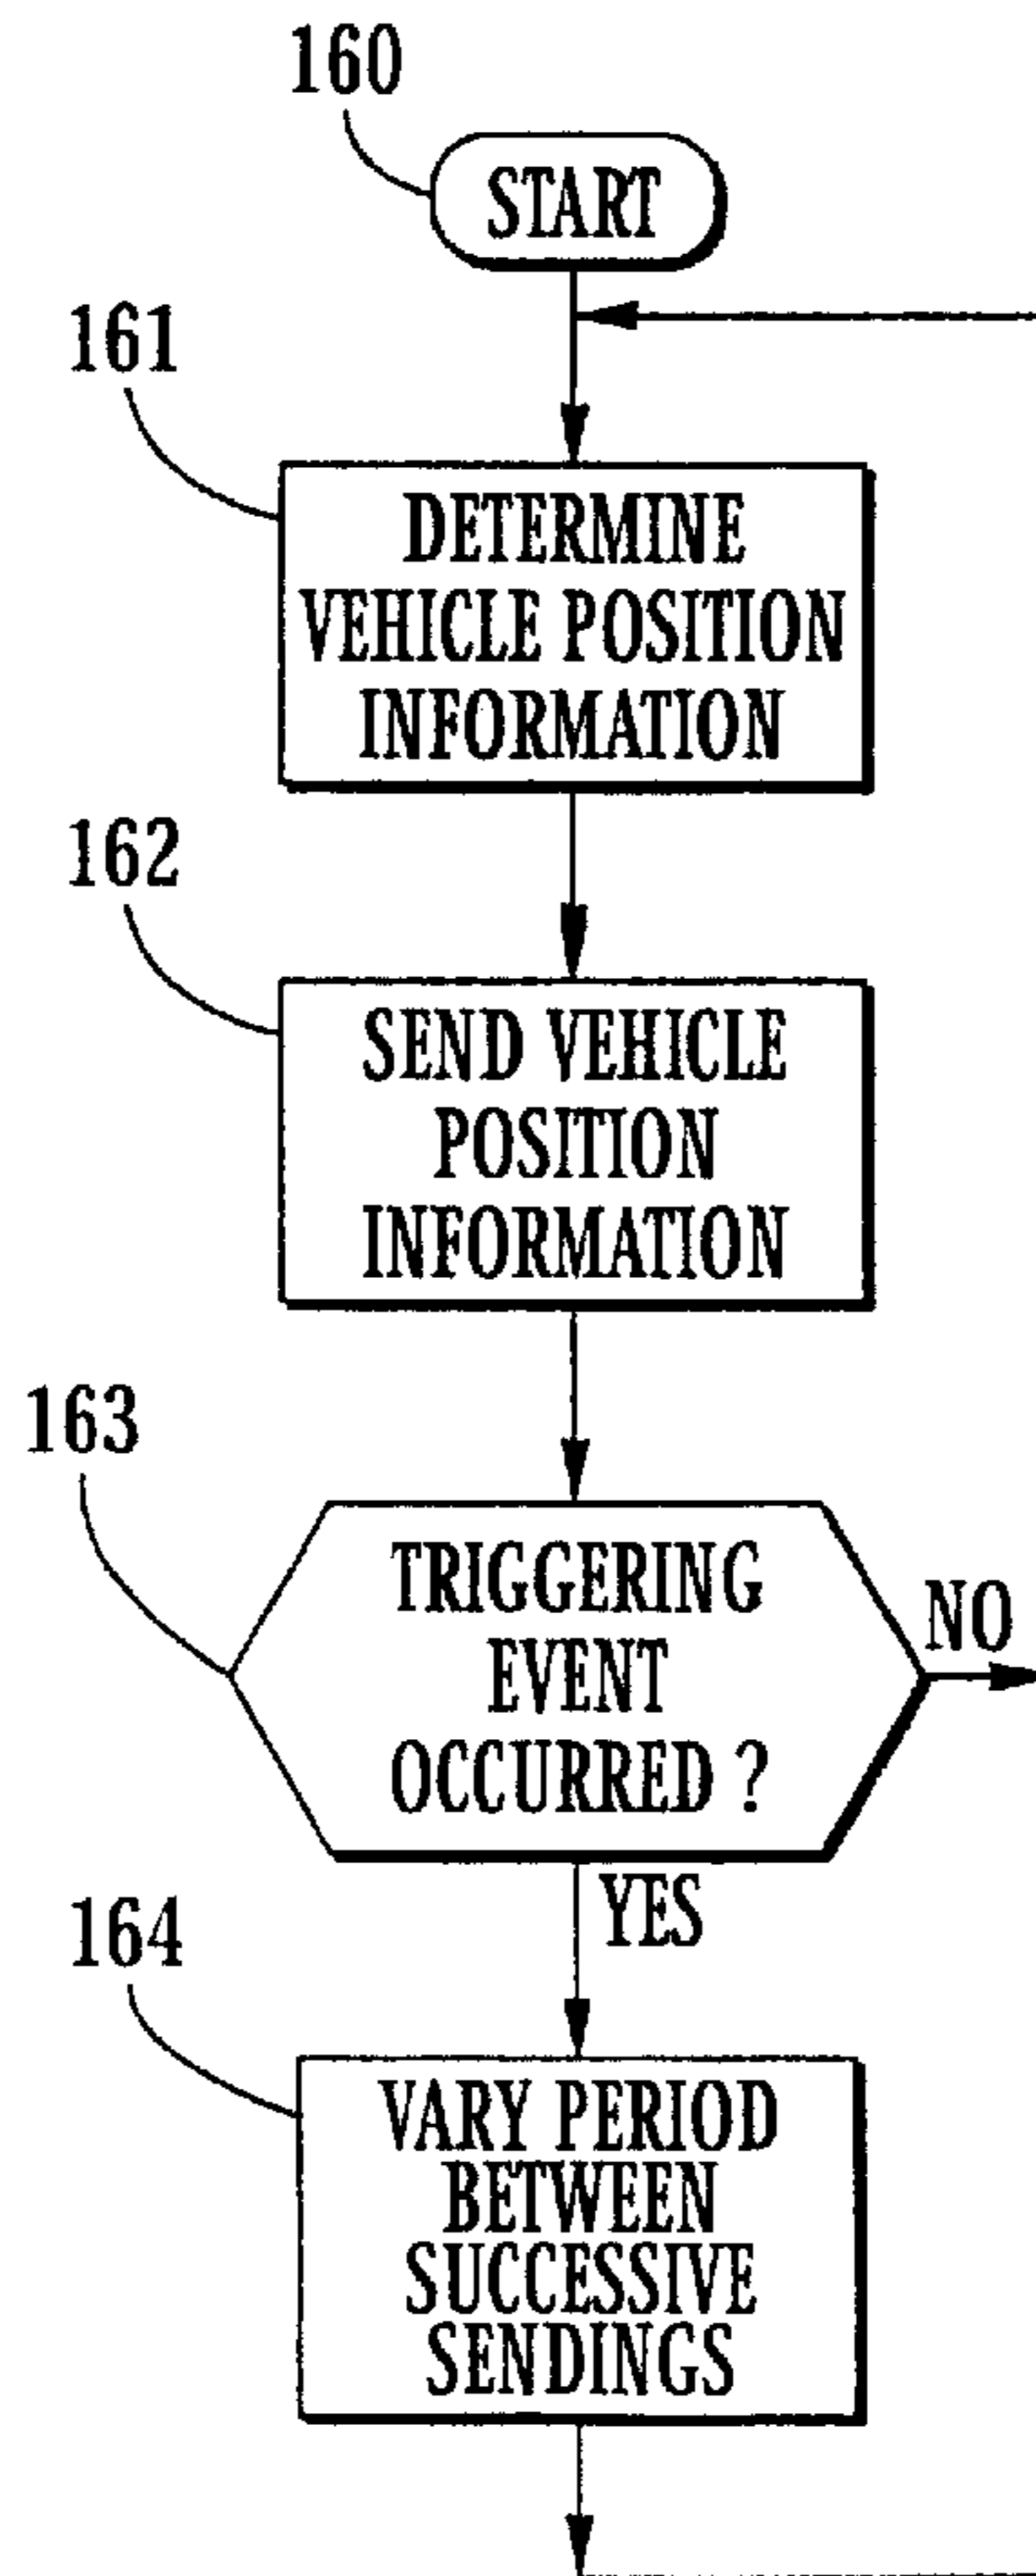 160
START
161
DETERMINE
VEHICLE POSITION
INFORMATION
162
SEND VEHICLE
POSITION
INFORMATION
163
TRIGGERING
EVENT
OCCURRED ?
NO
YES
164
VARY PERIOD
BETWEEN
SUCCESSIVE
SENDINGS